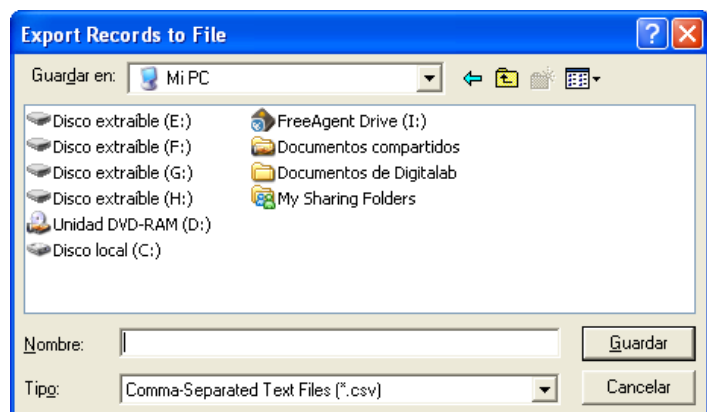 Export Records to File
Guardar en: Mi PC
Disco extraíble (E:)
Disco extraíble (F:)
Disco extraíble (G:)
Disco extraíble (H:)
Unidad DVD-RAM (D:)
Disco local (C:)
FreeAgent Drive (I:)
Documentos compartidos
Documentos de Digitalab
My Sharing Folders
Nombre:
Guardar
Tipo: Comma-Separated Text Files (*.csv)
Cancelar